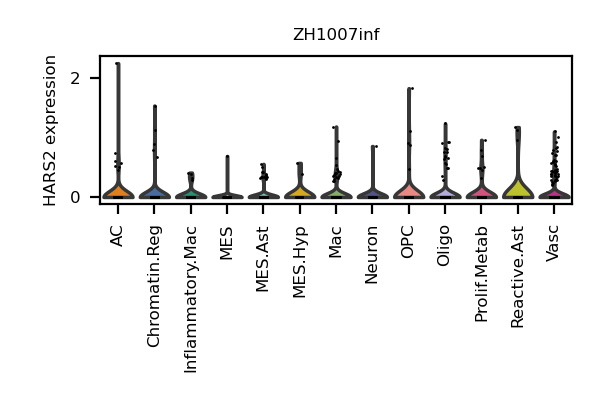 ZH1007inf
HARS2 expression
2
0
AC
Chromatin.Reg
Inflammatory.Mac
MES
MES.Ast
MES.Hyp
Mac
Neuron
OPC
Oligo
Prolif.Metab
Reactive.Ast
Vasc